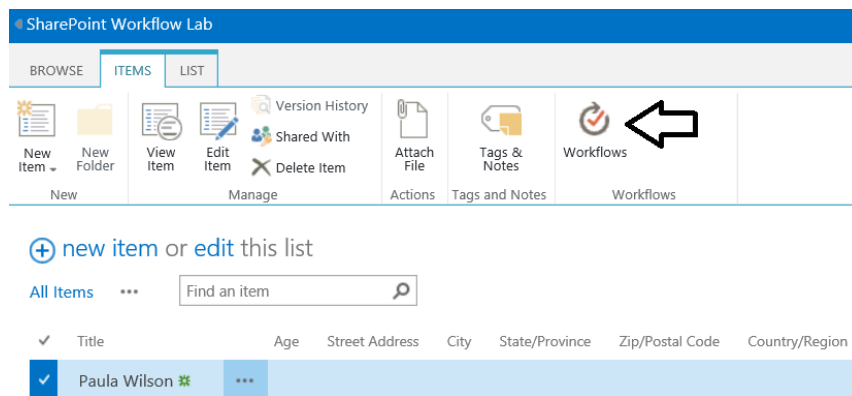 SharePoint Workflow Lab
BROWSE ITEMS LIST
New Item
New Folder
View Item
Edit Item
Version History
Shared With
Delete Item
Attach File
Tags & Notes
Workflows
New Manage Actions Tags and Notes Workflows
new item or edit this list
All Items ••• Find an item
Title Age Street Address City State/Province Zip/Postal Code Country/Region
Paula Wilson •••